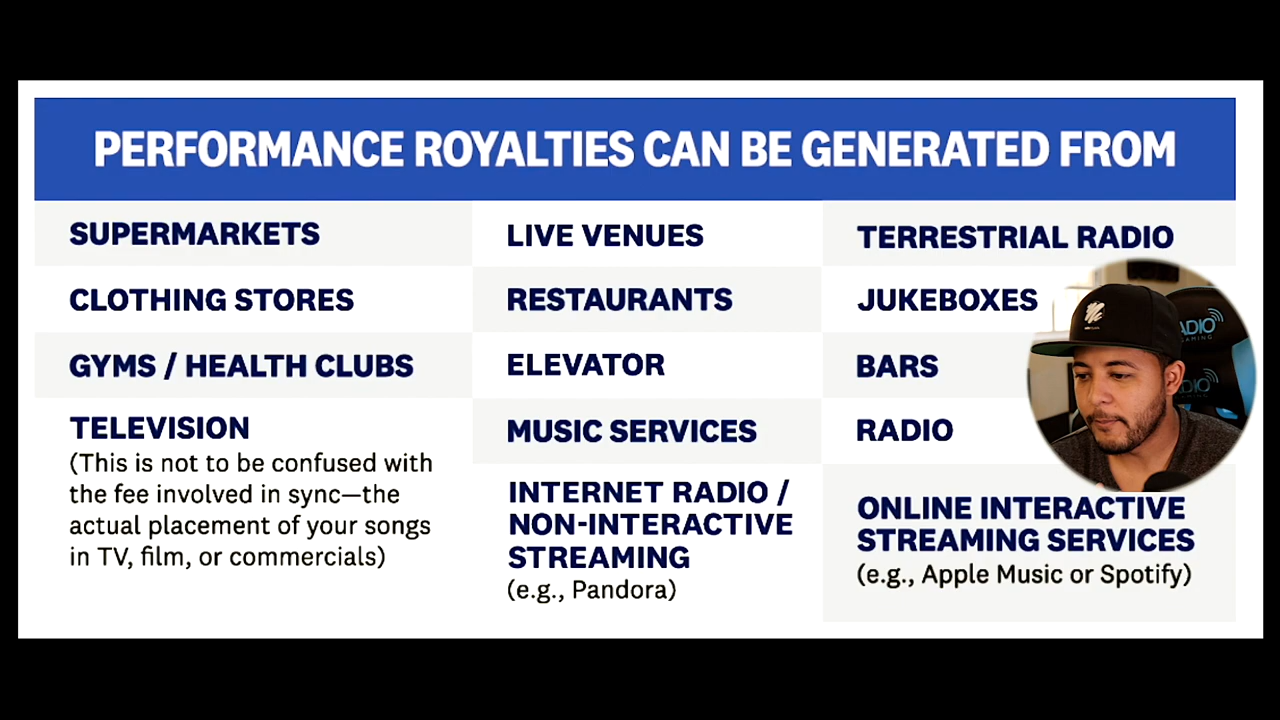 PERFORMANCE ROYALTIES CAN BE GENERATED FROM
SUPERMARKETS
CLOTHING STORES
GYMS / HEALTH CLUBS
TELEVISION
(This is not to be confused with
the fee involved in sync—the
actual placement of your songs
in TV, film, or commercials)
LIVE VENUES
RESTAURANTS
ELEVATOR
MUSIC SERVICES
INTERNET RADIO /
NON-INTERACTIVE
STREAMING
(e.g., Pandora)
TERRESTRIAL RADIO
JUKEBOXES
BARS
RADIO
ONLINE INTERACTIVE
STREAMING SERVICES
(e.g., Apple Music or Spotify)